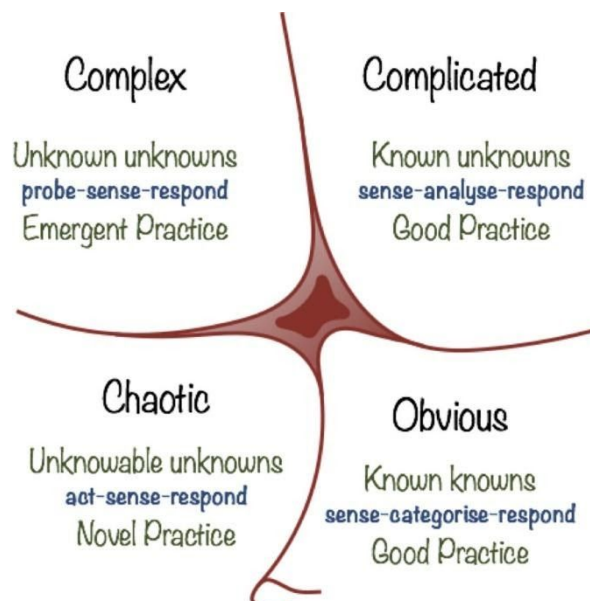 Complex
Unknown unknowns
probe-sense-respond
Emergent Practice
Complicated
Known unknowns
sense-analyse-respond
Good Practice
Chaotic
Unknowable unknowns
act-sense-respond
Novel Practice
Obvious
Known knowns
sense-categorise-respond
Good Practice